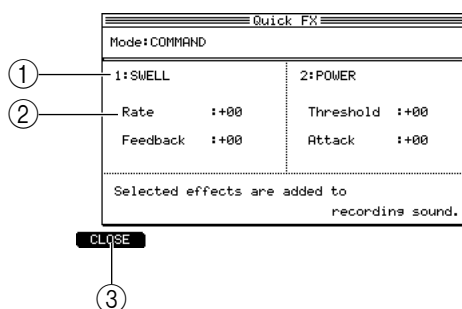 Quick FX
Mode:COMMAND
1:SWELL 2:POWER
Rate :+00 Threshold :+00
Feedback :+00 Attack :+00
Selected effects are added to
recording sound.
CLOSE
1
2
3